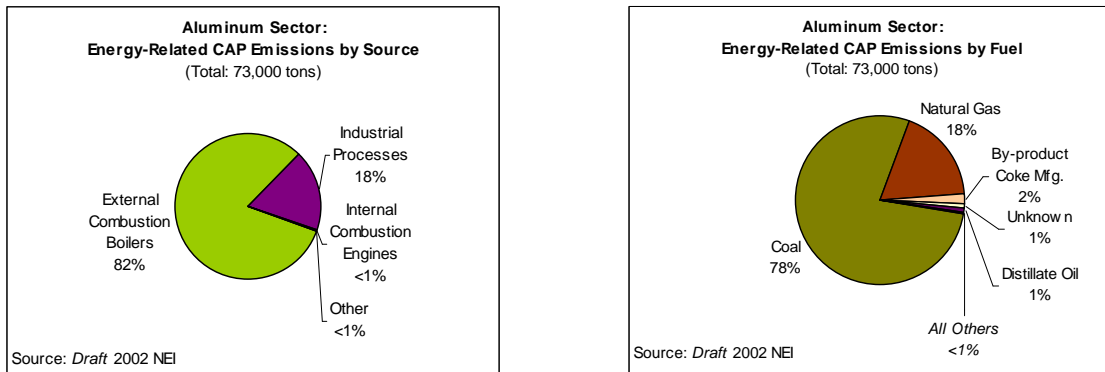 Aluminum Sector:
Energy-Related CAP Emissions by Source
(Total: 73,000 tons)
Industrial
Processes
18%
External
Combustion
Boilers
82%
Internal
Combustion
Engines
<1%
Other
<1%
Source: Draft 2002 NEI
Aluminum Sector:
Energy-Related CAP Emissions by Fuel
(Total: 73,000 tons)
Natural Gas
18%
By-product
Coke Mfg.
2%
Unknown
1%
Coal
78%
Distillate Oil
1%
All Others
<1%
Source: Draft 2002 NEI